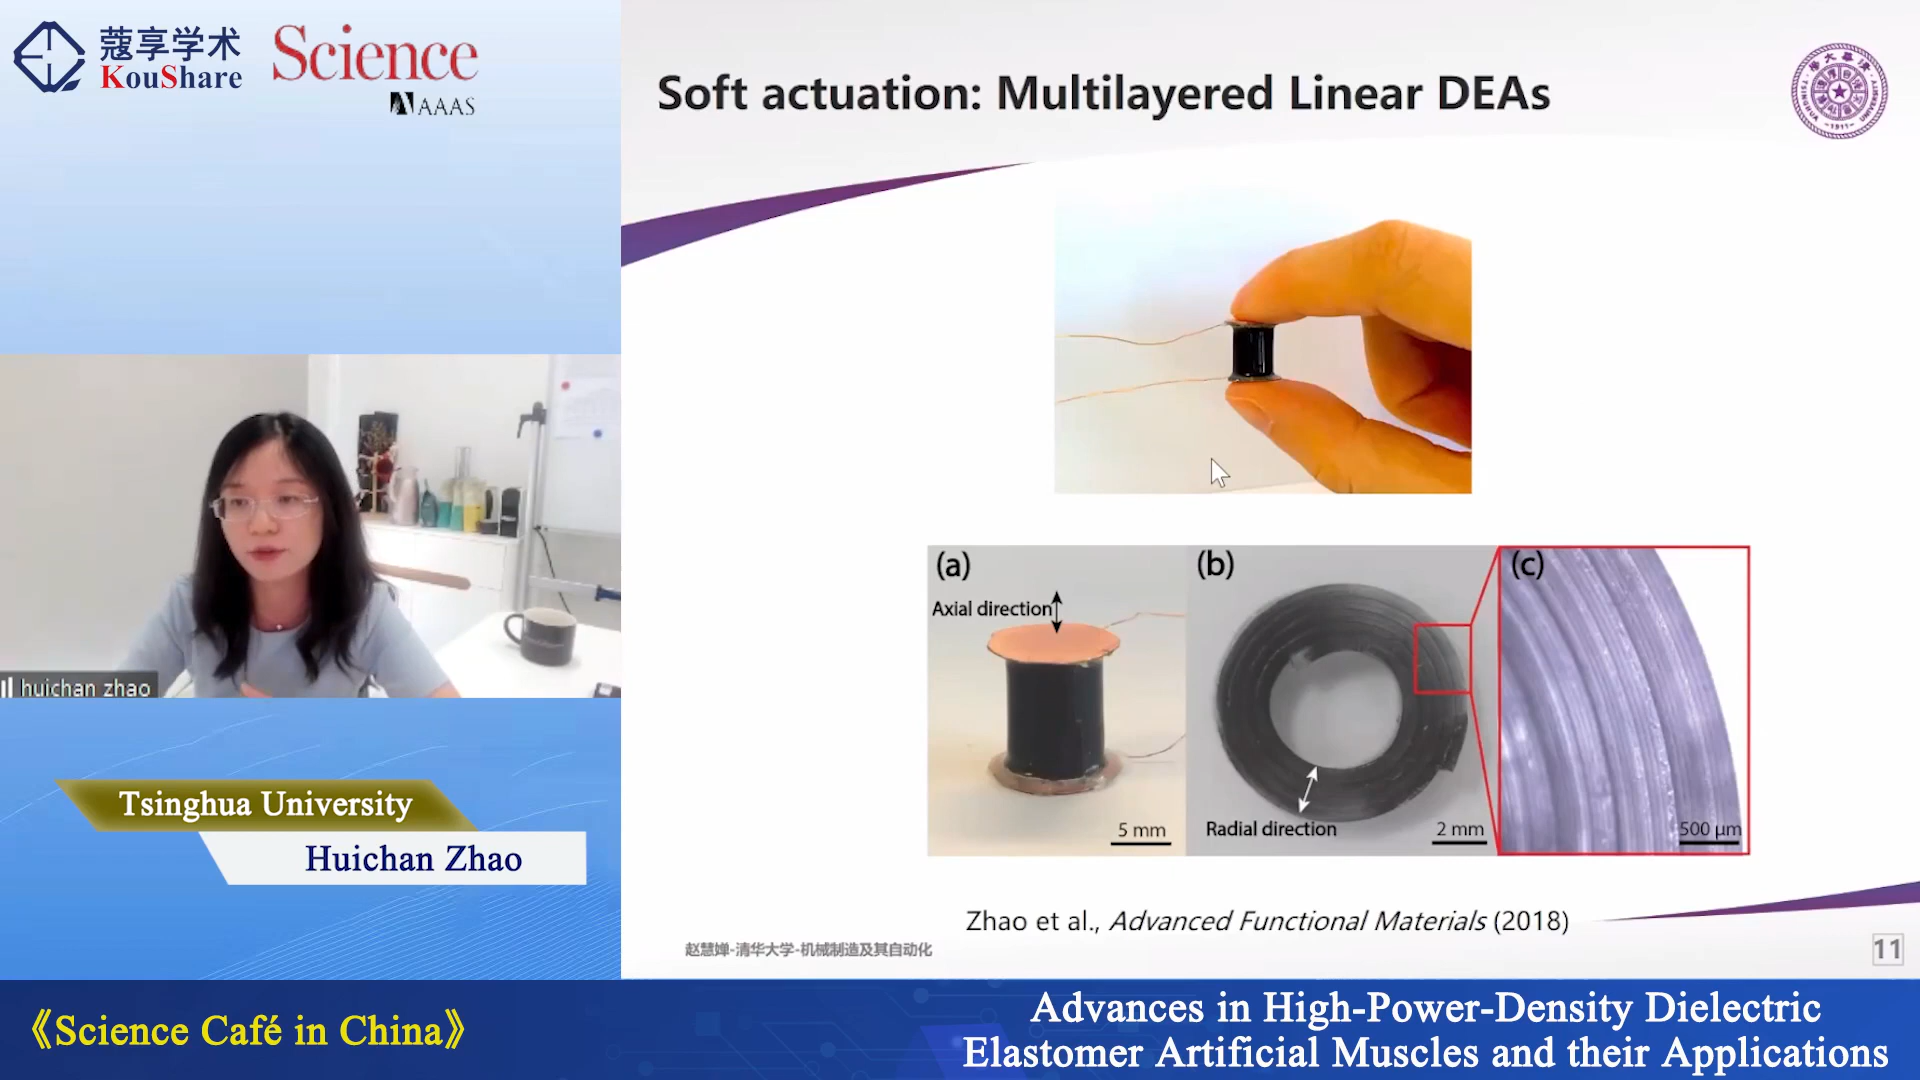 蔻享学术
KouShare
Science
AAAS
huichan zhao
Tsinghua University
Huichan Zhao
《Science Café in China》
Soft actuation: Multilayered Linear DEAs
(a)
Axial direction
5 mm
(b)
Radial direction
2 mm
(c)
500 μm
Zhao et al., Advanced Functional Materials (2018)
赵慧婵-清华大学-机械制造及其自动化
11
Advances in High-Power-Density Dielectric
Elastomer Artificial Muscles and their Applications